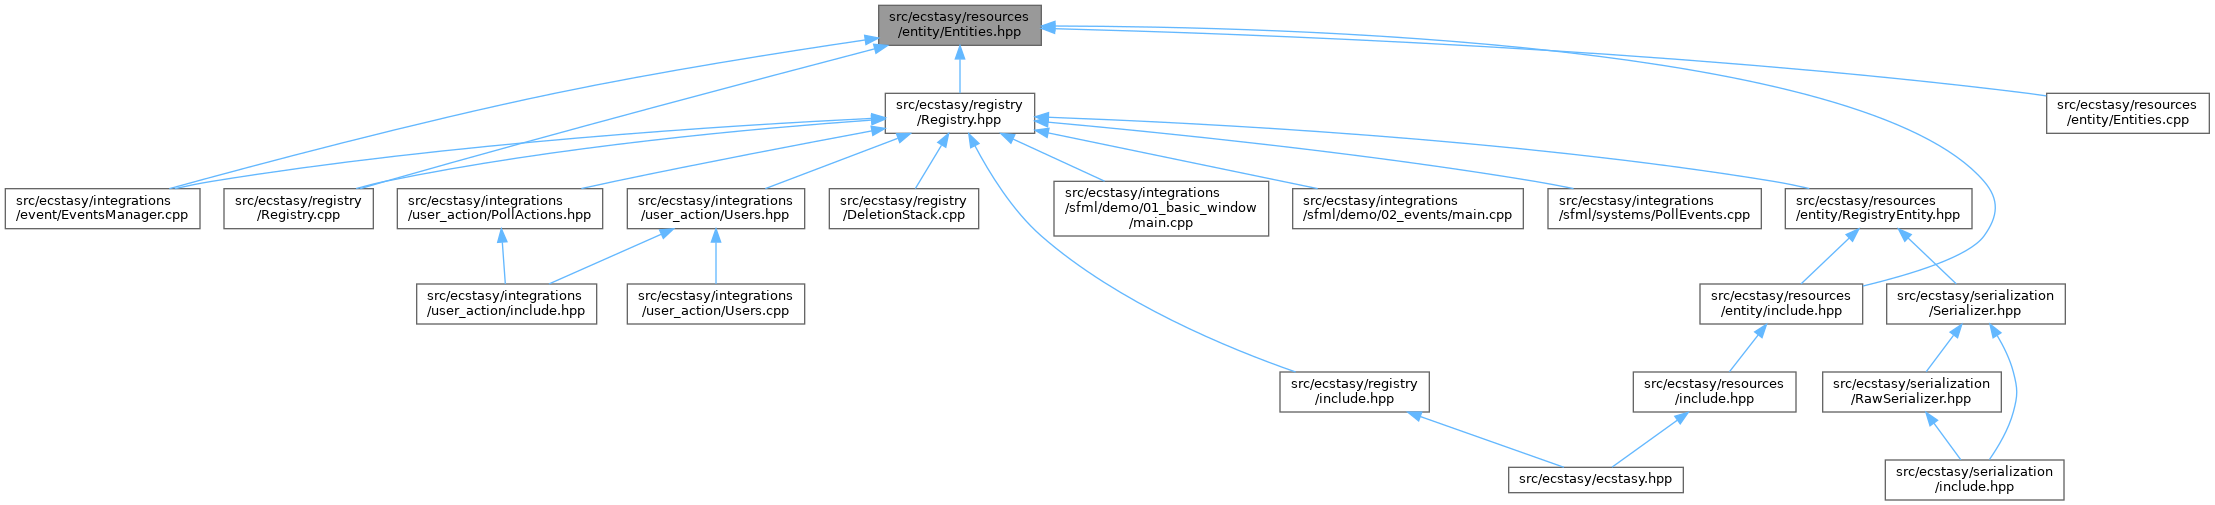 src/ecstasy/resources
/entity/Entities.hpp
src/ecstasy/registry
/Registry.hpp
src/ecstasy/resources
/entity/Entities.cpp
src/ecstasy/integrations
/event/EventsManager.cpp
src/ecstasy/registry
/Registry.cpp
src/ecstasy/integrations
/user_action/PollActions.hpp
src/ecstasy/integrations
/user_action/Users.hpp
src/ecstasy/registry
/DeletionStack.cpp
src/ecstasy/integrations
/sfml/demo/01_basic_window
/main.cpp
src/ecstasy/integrations
/sfml/demo/02_events/main.cpp
src/ecstasy/integrations
/sfml/systems/PollEvents.cpp
src/ecstasy/resources
/entity/RegistryEntity.hpp
src/ecstasy/integrations
/user_action/include.hpp
src/ecstasy/integrations
/user_action/Users.cpp
src/ecstasy/resources
/entity/include.hpp
src/ecstasy/serialization
/Serializer.hpp
src/ecstasy/registry
/include.hpp
src/ecstasy/resources
/include.hpp
src/ecstasy/serialization
/RawSerializer.hpp
src/ecstasy/ecstasy.hpp
src/ecstasy/serialization
/include.hpp